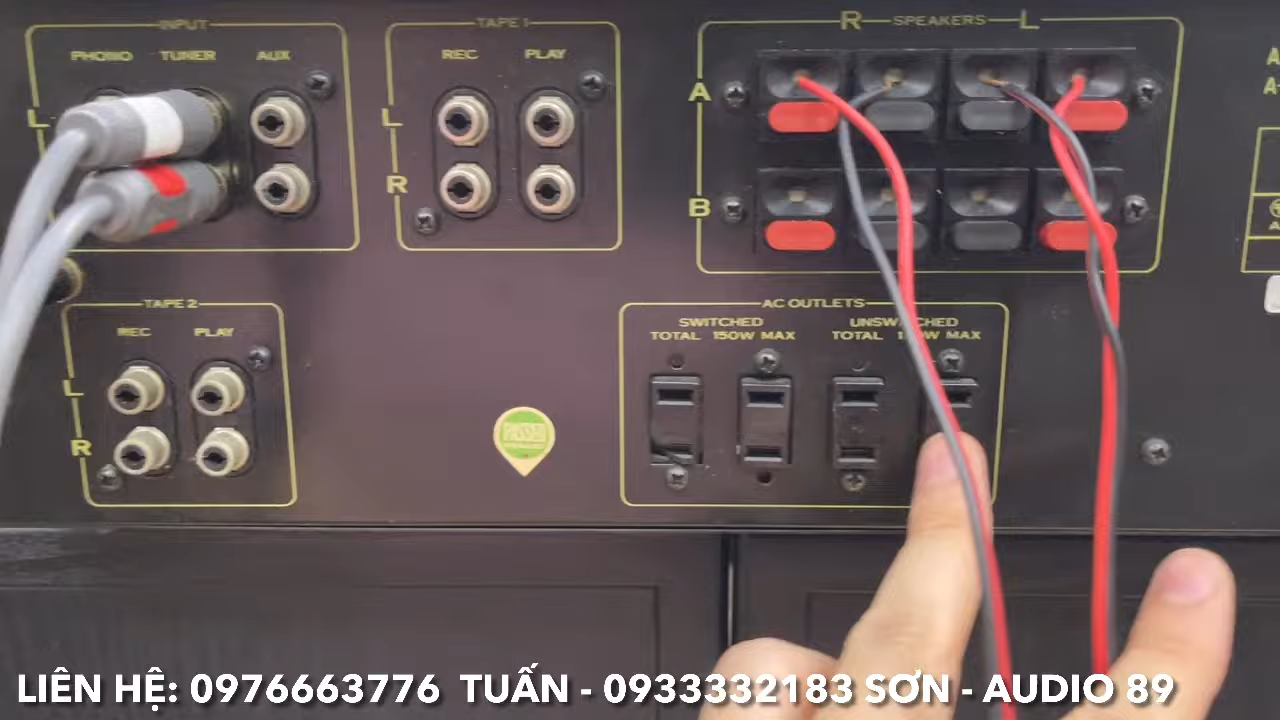 INPUT
PHONO TUNER AUX
L
TAPE 1
REC PLAY
L
R
R SPEAKERS L
A
B
TAPE 2
REC PLAY
L
R
AC OUTLETS
SWITCHED
TOTAL 150W MAX
UNSWITCHED
TOTAL MAX
LIÊN HỆ: 0976663776 TUẤN - 0933332183 SƠN - AUDIO 89